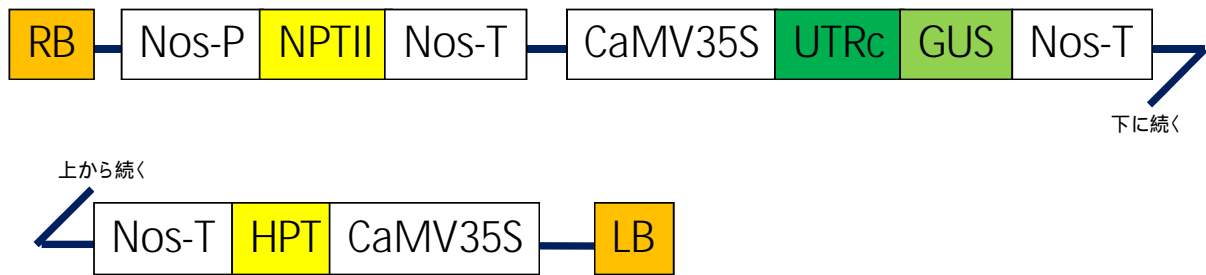 RB Nos-P NPTII Nos-T CaMV35S UTRc GUS Nos-T
下に続く
上から続く
Nos-T HPT CaMV35S LB